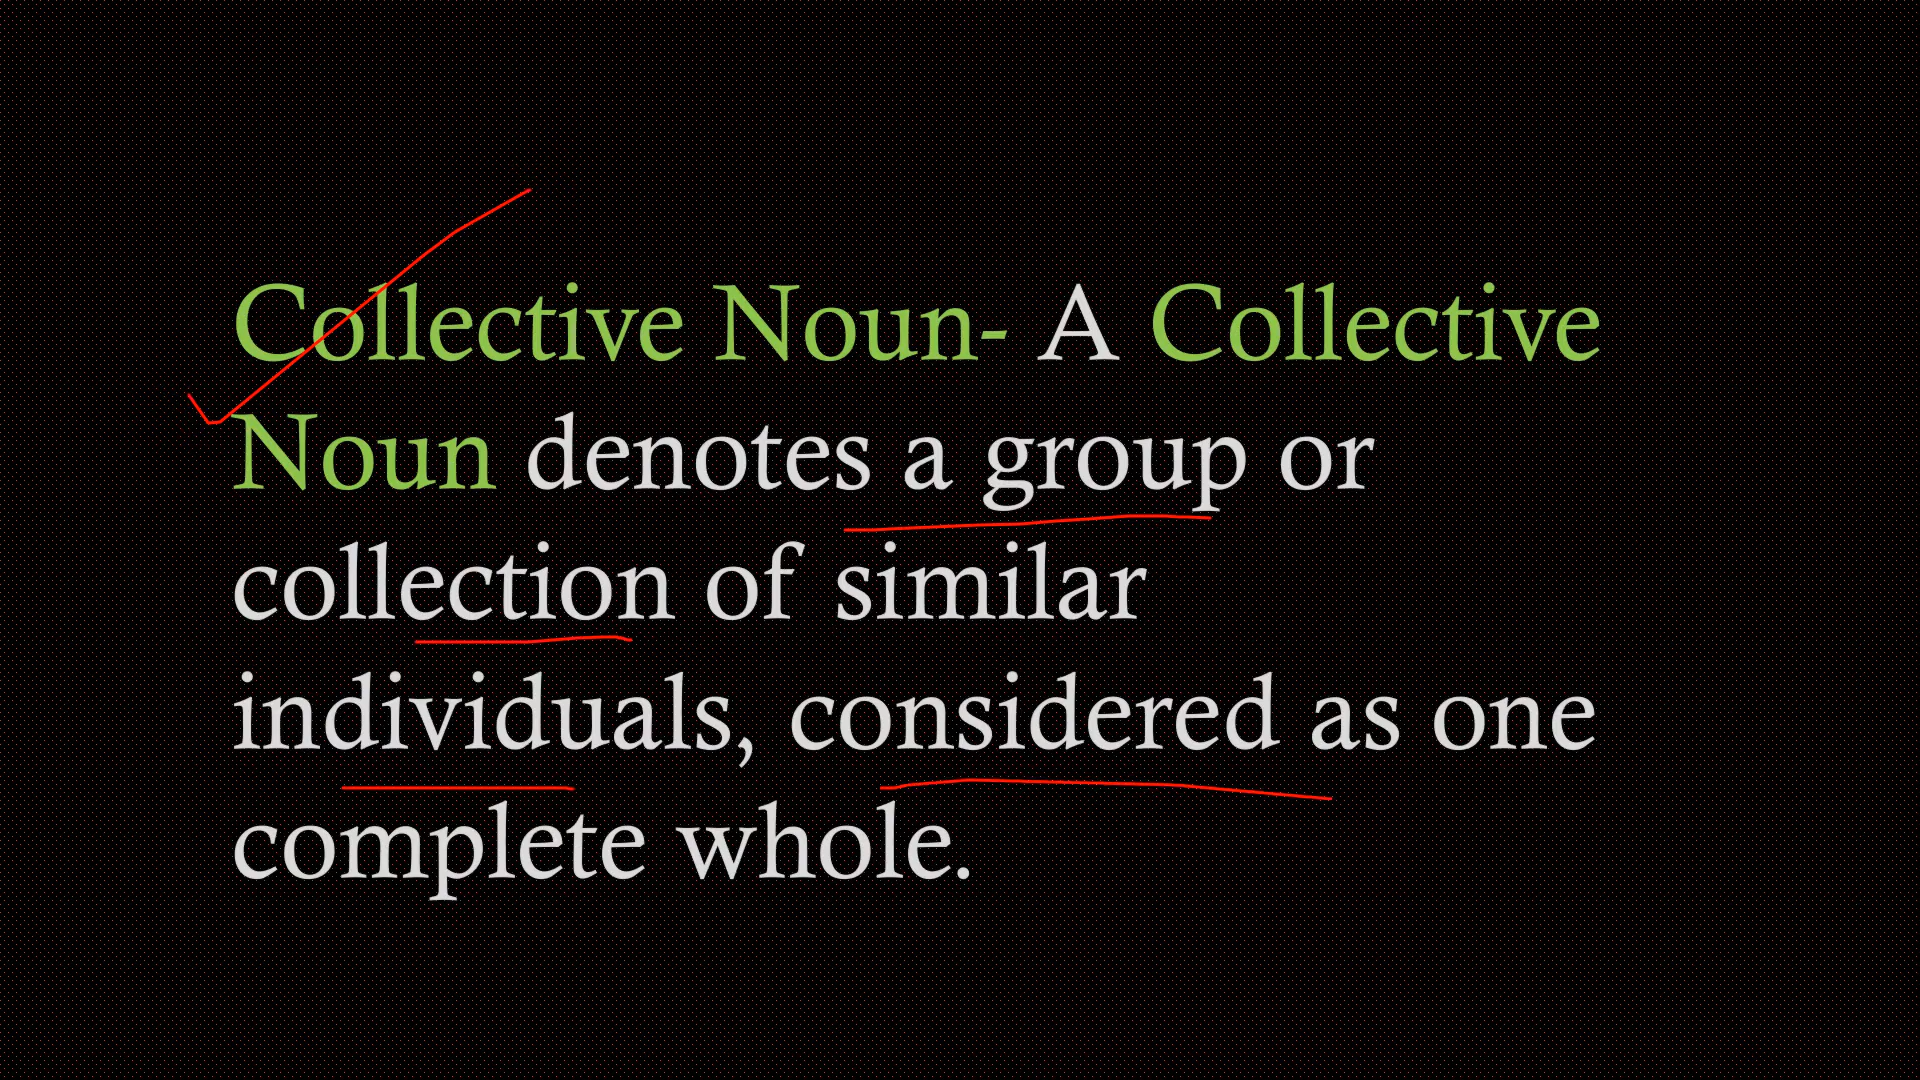 Collective Noun- A Collective
Noun denotes a group or
collection of similar
individuals, considered as one
complete whole.